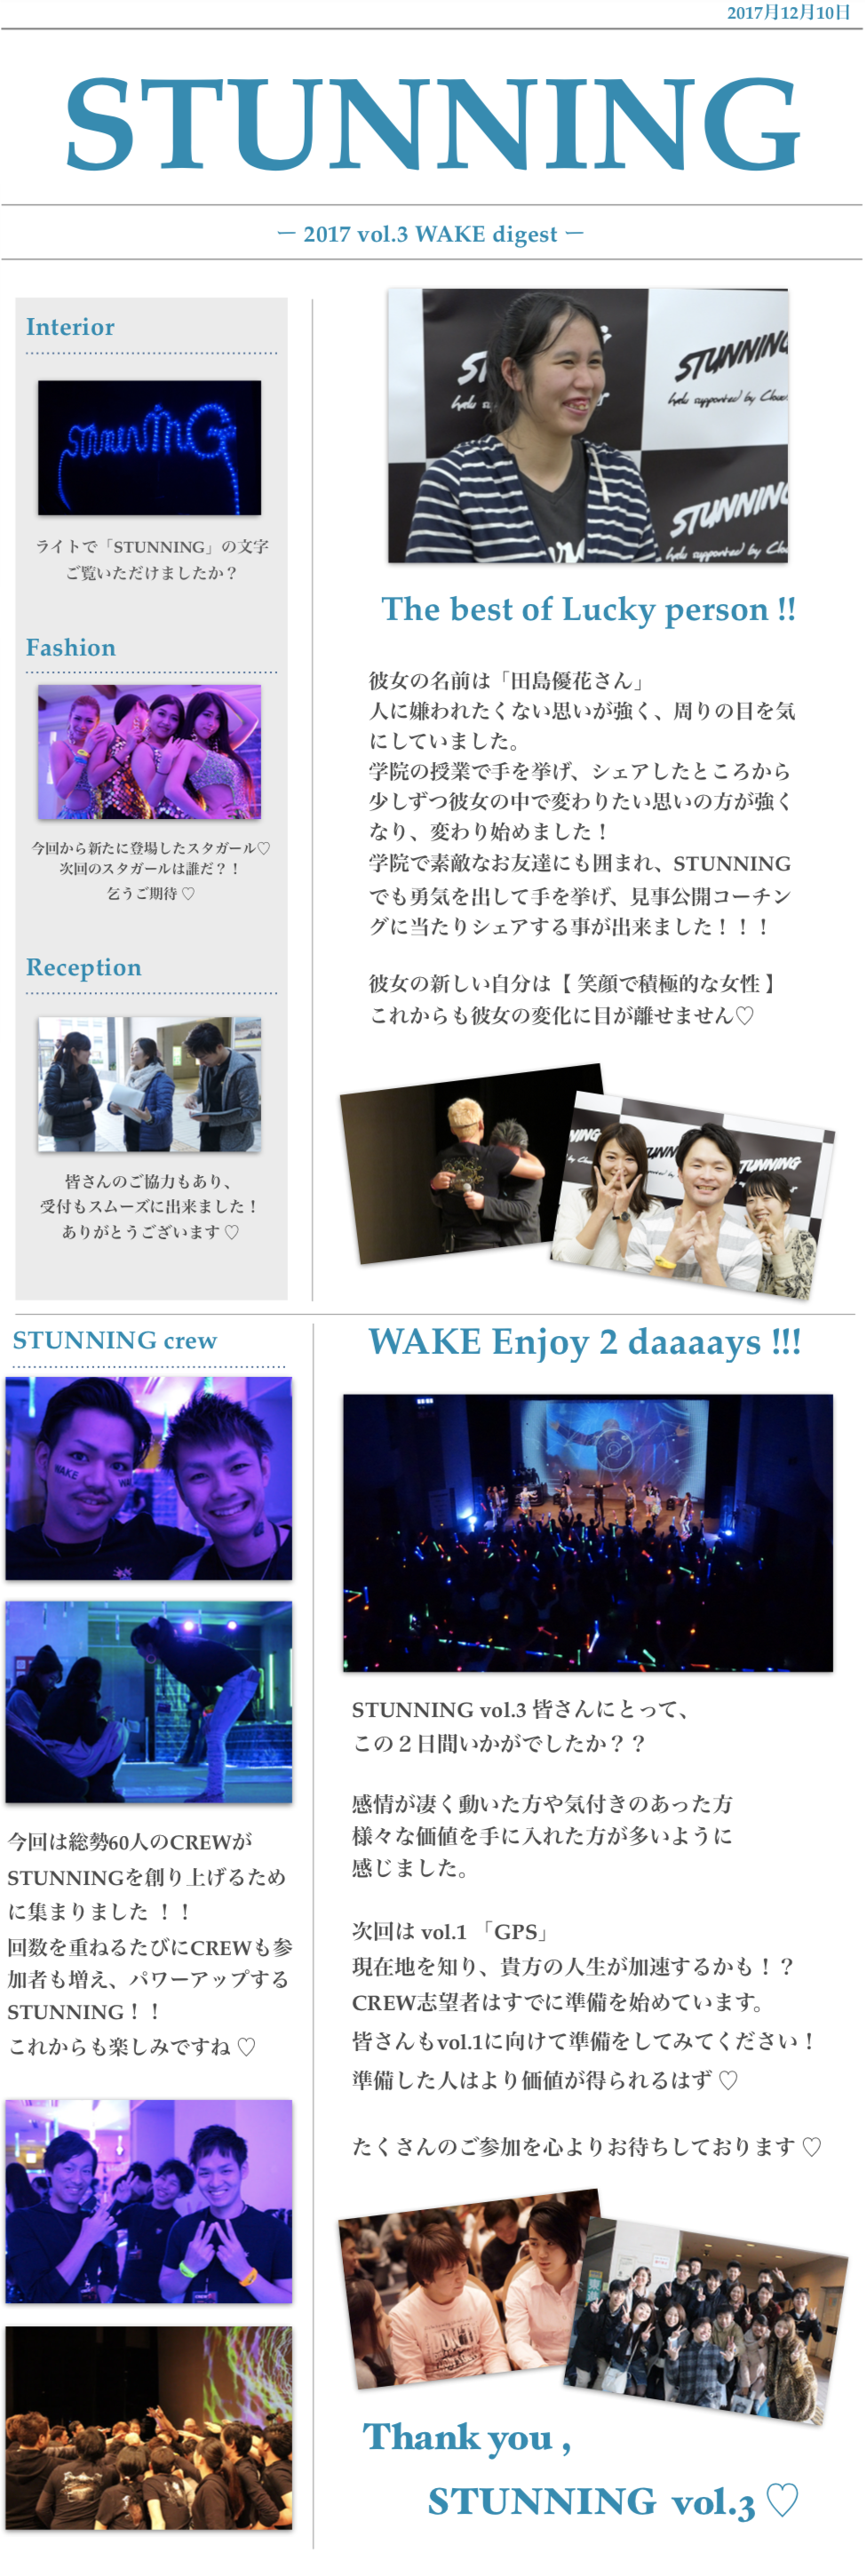 2017月12月10日
STUNNING
ー 2017 vol.3 WAKE digest ー
Interior
STUNNING
ライトで「STUNNING」の文字
ご覧いただけましたか？
Fashion
今回から新たに登場したスタガール♡
次回のスタガールは誰だ？！
乞うご期待 ♡
Reception
皆さんのご協力もあり、
受付もスムーズに出来ました！
ありがとうございます ♡
STUNNING
STUNNING
The best of Lucky person !!
彼女の名前は「田島優花さん」
人に嫌われたくない思いが強く、周りの目を気
にしていました。
学院の授業で手を挙げ、シェアしたところから
少しずつ彼女の中で変わりたい思いの方が強く
なり、変わり始めました！
学院で素敵なお友達にも囲まれ、STUNNING
でも勇気を出して手を挙げ、見事公開コーチン
グに当たりシェアする事が出来ました！！！
彼女の新しい自分は【 笑顔で積極的な女性 】
これからも彼女の変化に目が離せません♡
TUNNING
STUNNING crew
WAKE
今回は総勢60人のCREWが
STUNNINGを創り上げるため
に集まりました ！！
回数を重ねるたびにCREWも参
加者も増え、パワーアップする
STUNNING！！
これからも楽しみですね ♡
WAKE Enjoy 2 daaaays !!!
STUNNING vol.3 皆さんにとって、
この２日間いかがでしたか？？
感情が凄く動いた方や気付きのあった方
様々な価値を手に入れた方が多いように
感じました。
次回は vol.1 「GPS」
現在地を知り、貴方の人生が加速するかも！？
CREW志望者はすでに準備を始めています。
皆さんもvol.1に向けて準備をしてみてください！
準備した人はより価値が得られるはず ♡
たくさんのご参加を心よりお待ちしております ♡
Thank you ,
STUNNING vol.3 ♡